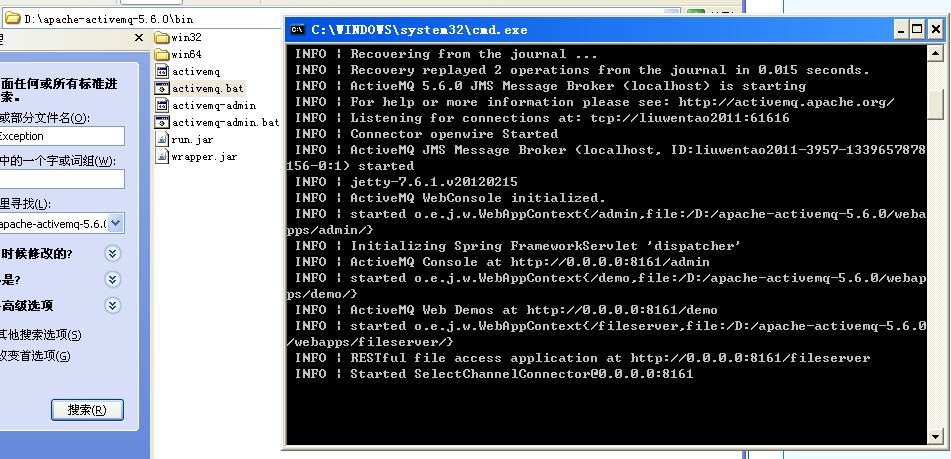 D:\apache-activemq-5.6.0\bin
理
面任何或所有标准进
索。
或部分文件名(O):
Exception
中的一个字或词组(W):
里寻找(L):
apache-activemq-5.6.(
时候修改的?
是?
高级选项
其他搜索选项(S)
改变首选项(G)
搜索(R)
win32
win64
activemq
activemq.bat
activemq-admin
activemq-admin.bat
run.jar
wrapper.jar
C:\WINDOWS\system32\cmd.exe
INFO | Recovering from the journal ...
INFO | Recovery replayed 2 operations from the journal in 0.015 seconds.
INFO | ActiveMQ 5.6.0 JMS Message Broker (localhost) is starting
INFO | For help or more information please see: http://activemq.apache.org/
INFO | Listening for connections at: tcp://liuwentao2011:61616
INFO | Connector openwire Started
INFO | ActiveMQ JMS Message Broker (localhost, ID:liuwentao2011-3957-1339657878
156-0:1) started
INFO | jetty-7.6.1.v20120215
INFO | ActiveMQ WebConsole initialized.
INFO | started o.e.j.w.WebAppContext{/admin,file:/D:/apache-activemq-5.6.0/weba
pps/admin/}
INFO | Initializing Spring FrameworkServlet 'dispatcher'
INFO | ActiveMQ Console at http://0.0.0.0:8161/admin
INFO | started o.e.j.w.WebAppContext{/demo,file:/D:/apache-activemq-5.6.0/webap
ps/demo/}
INFO | ActiveMQ Web Demos at http://0.0.0.0:8161/demo
INFO | started o.e.j.w.WebAppContext{/fileserver,file:/D:/apache-activemq-5.6.0
/webapps/fileserver/}
INFO | RESTful file access application at http://0.0.0.0:8161/fileserver
INFO | Started SelectChannelConnector@0.0.0.0:8161